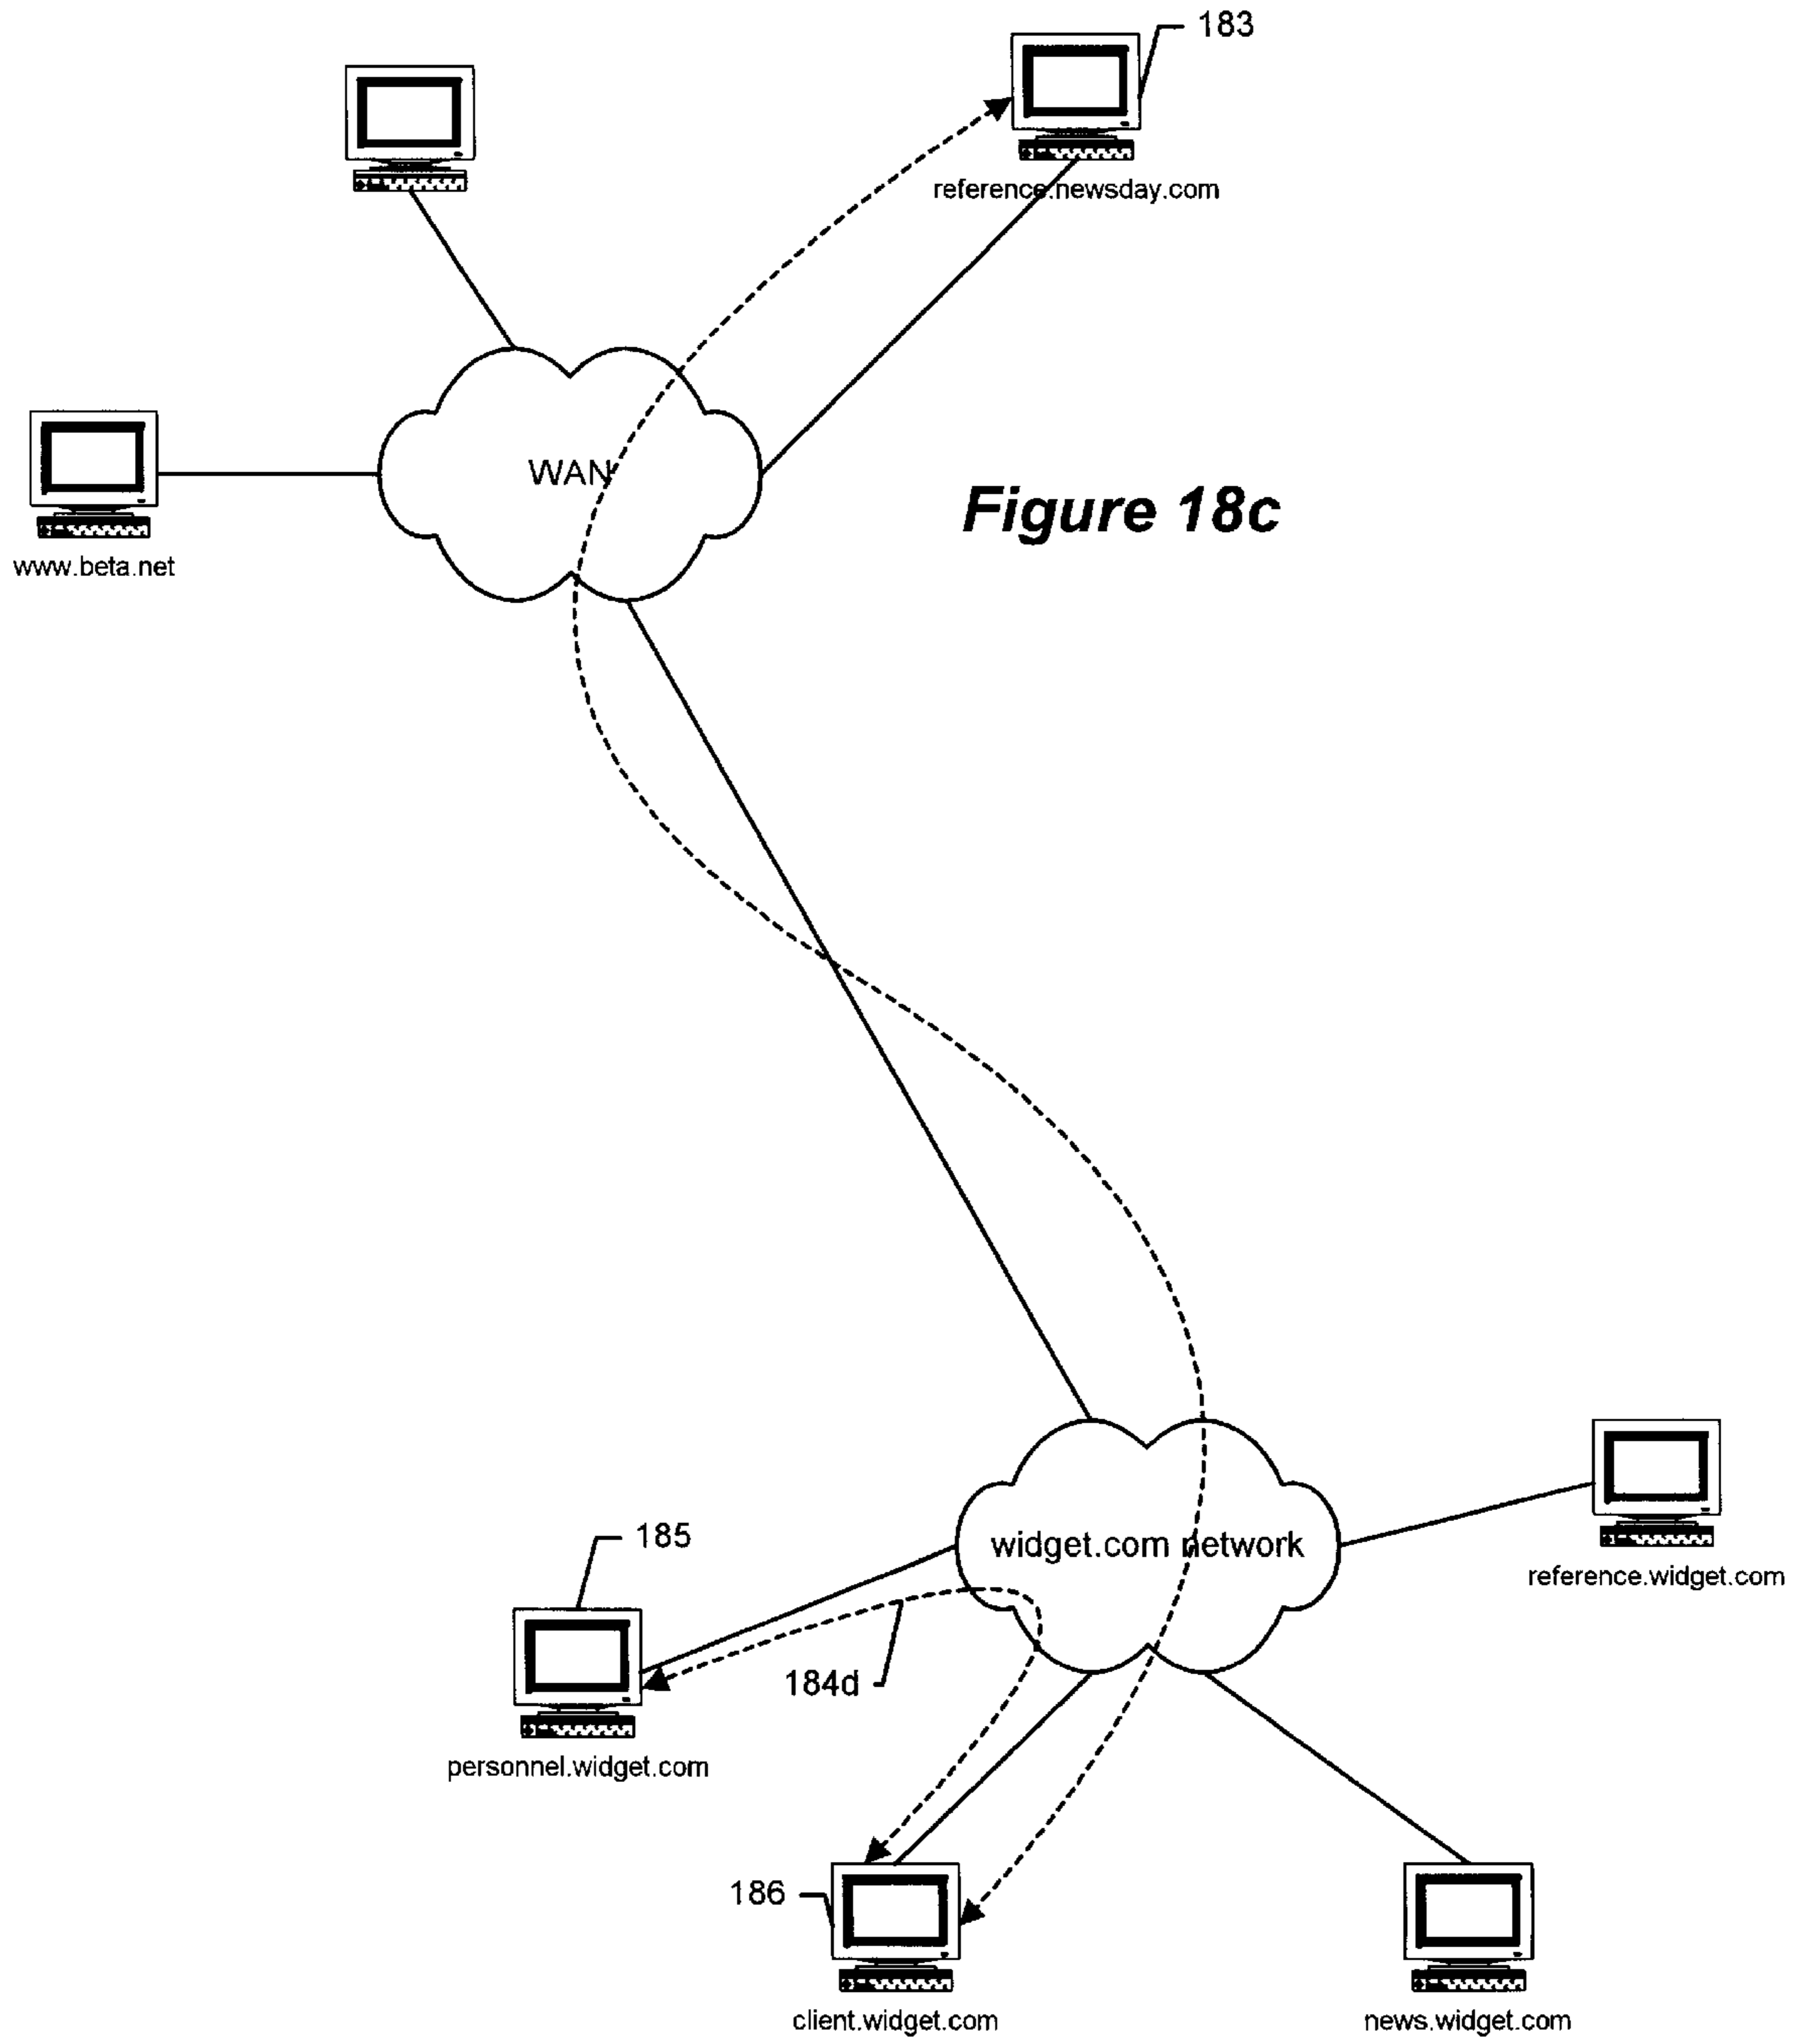 183
reference.newsday.com
WAN
Figure 18c
www.beta.net
widget.com network
185
reference.widget.com
184d
personnel.widget.com
186
client.widget.com
news.widget.com